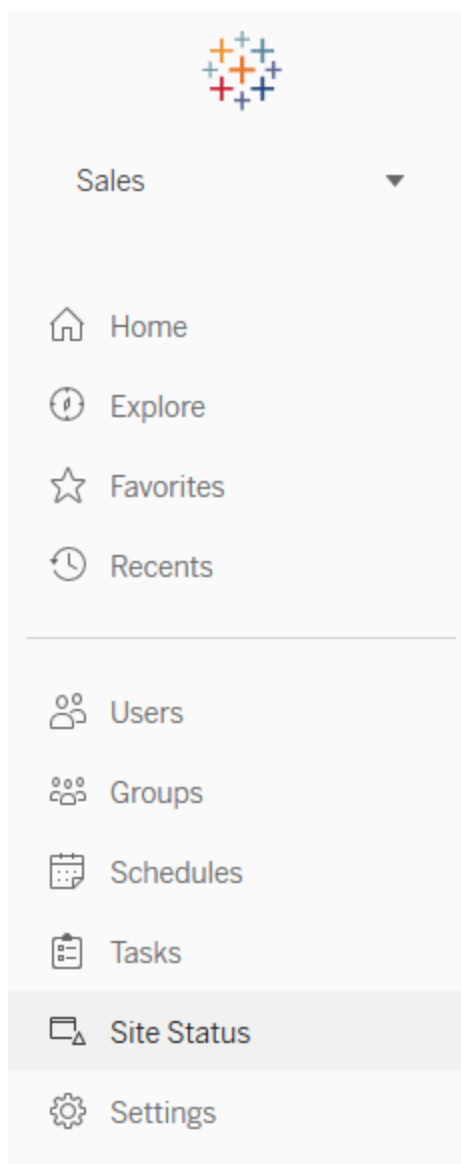 Sales
Home
Explore
Favorites
Recents
Users
Groups
Schedules
Tasks
Site Status
Settings